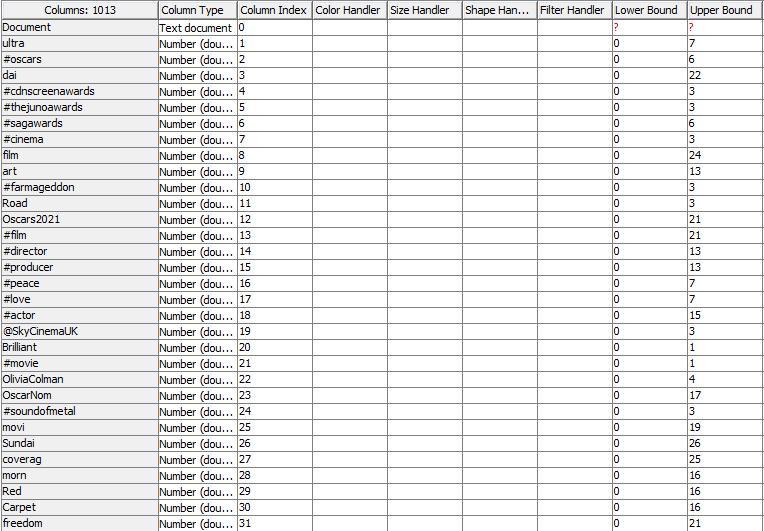 Columns: 1013 Column Type Column Index Color Handler Size Handler Shape Han... Filter Handler Lower Bound Upper Bound
Document Text document 0 ? ?
ultra Number (dou... 1 0 7
#oscars Number (dou... 2 0 6
dai Number (dou... 3 0 22
#cdnscreenawards Number (dou... 4 0 3
#thejunoawards Number (dou... 5 0 3
#sagawards Number (dou... 6 0 6
#cinema Number (dou... 7 0 3
film Number (dou... 8 0 24
art Number (dou... 9 0 13
#farmageddon Number (dou... 10 0 3
Road Number (dou... 11 0 3
Oscars2021 Number (dou... 12 0 21
#film Number (dou... 13 0 21
#director Number (dou... 14 0 13
#producer Number (dou... 15 0 13
#peace Number (dou... 16 0 7
#love Number (dou... 17 0 7
#actor Number (dou... 18 0 15
@SkyCinemaUK Number (dou... 19 0 3
Brilliant Number (dou... 20 0 1
#movie Number (dou... 21 0 1
OliviaColman Number (dou... 22 0 4
OscarNom Number (dou... 23 0 17
#soundofmetal Number (dou... 24 0 3
movi Number (dou... 25 0 19
Sundai Number (dou... 26 0 26
coverag Number (dou... 27 0 25
morn Number (dou... 28 0 16
Red Number (dou... 29 0 16
Carpet Number (dou... 30 0 16
freedom Number (dou... 31 0 21